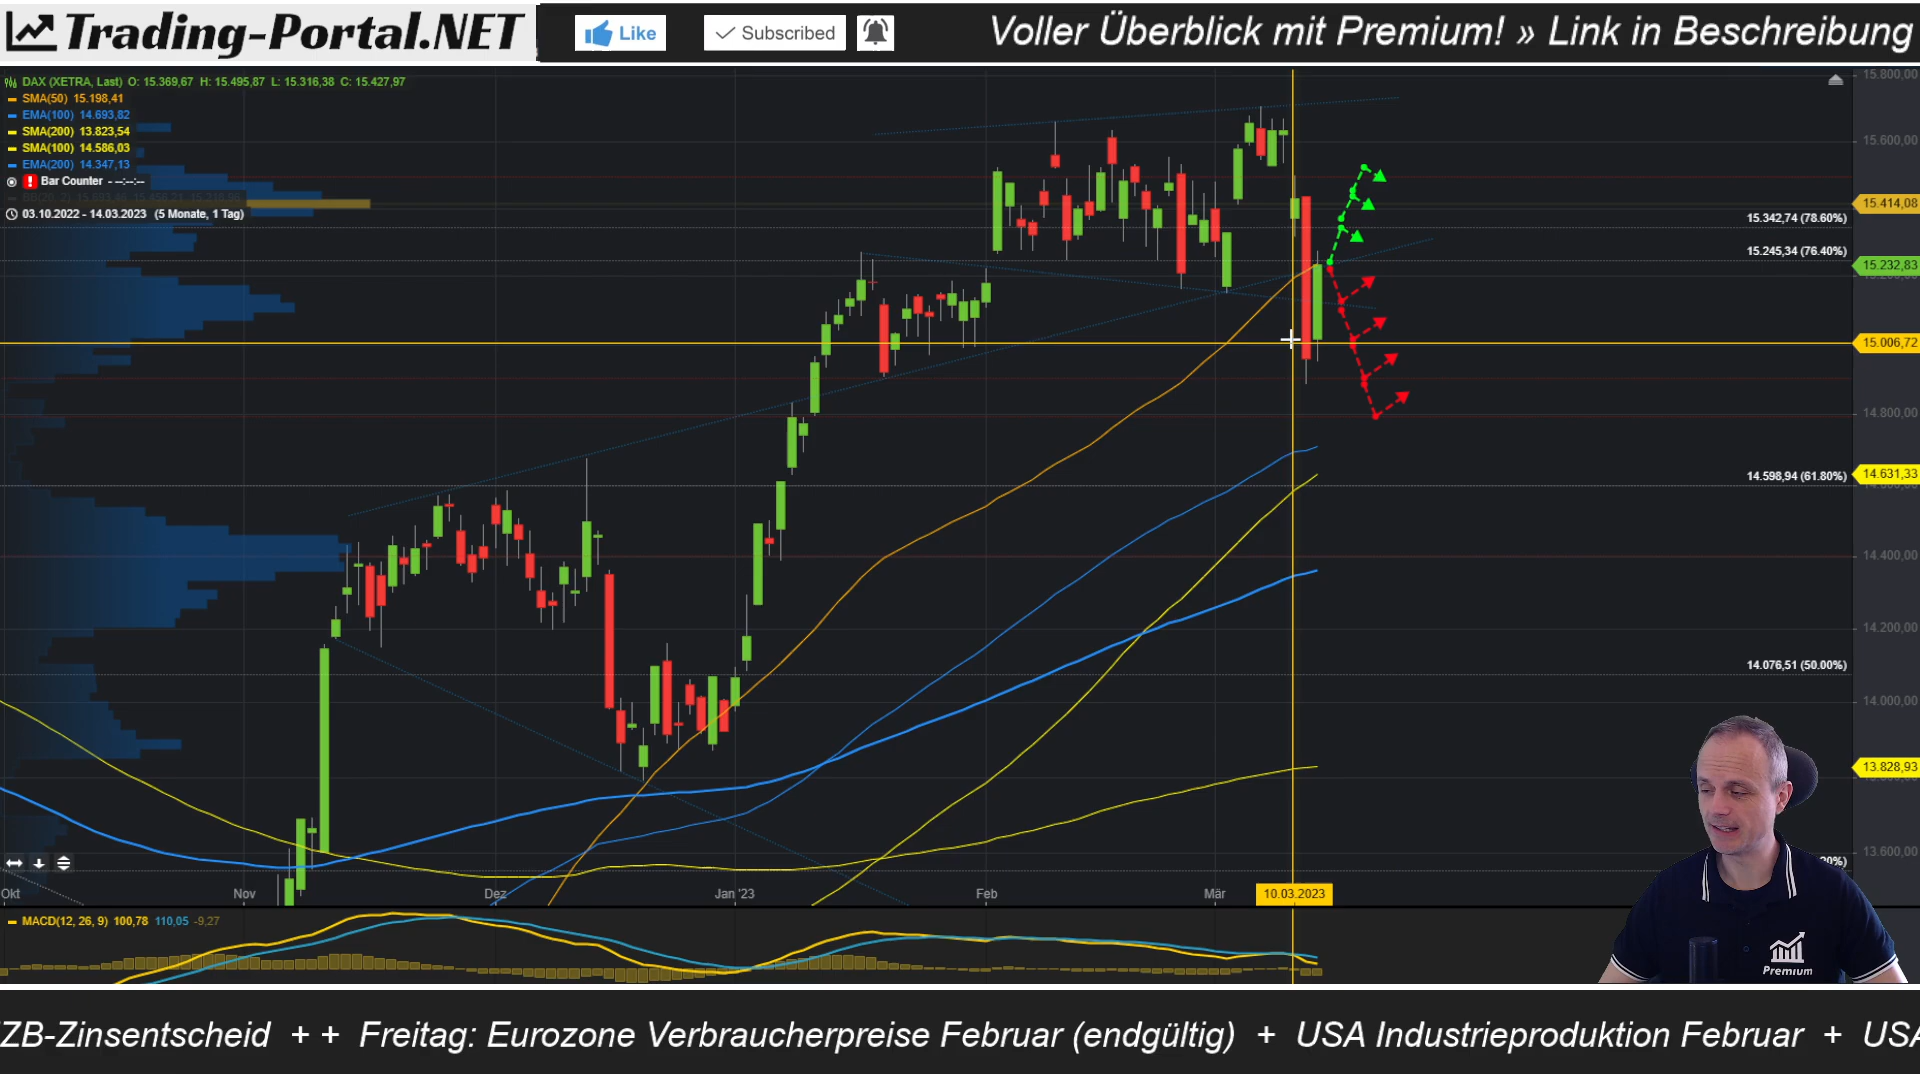 Trading-Portal.NET
Like
Subscribed
Voller Überblick mit Premium! » Link in Beschreibung
DAX (XETRA, Last) O: 15.369,67 H: 15.495,87 L: 15.316,38 C: 15.427,97
SMA(50) 15.198,41
EMA(100) 14.693,82
SMA(200) 13.823,54
SMA(100) 14.586,03
EMA(200) 14.347,13
Bar Counter - --:--:--
03.10.2022 - 14.03.2023 (5 Monate, 1 Tag)
15.800,00
15.600,00
15.414,08
15.342,74 (78.60%)
15.245,34 (76.40%)
15.232,83
15.006,72
14.800,00
14.631,33
14.598,94 (61.80%)
14.400,00
14.200,00
14.076,51 (50.00%)
14.000,00
13.828,93
13.600,00
Okt
Nov
Dez
Jan '23
Feb
Mär
10.03.2023
MACD(12, 26, 9) 100,78 110,05 -9,27
Premium
ZB-Zinsentscheid + + Freitag: Eurozone Verbraucherpreise Februar (endgültig) + USA Industrieproduktion Februar + USA